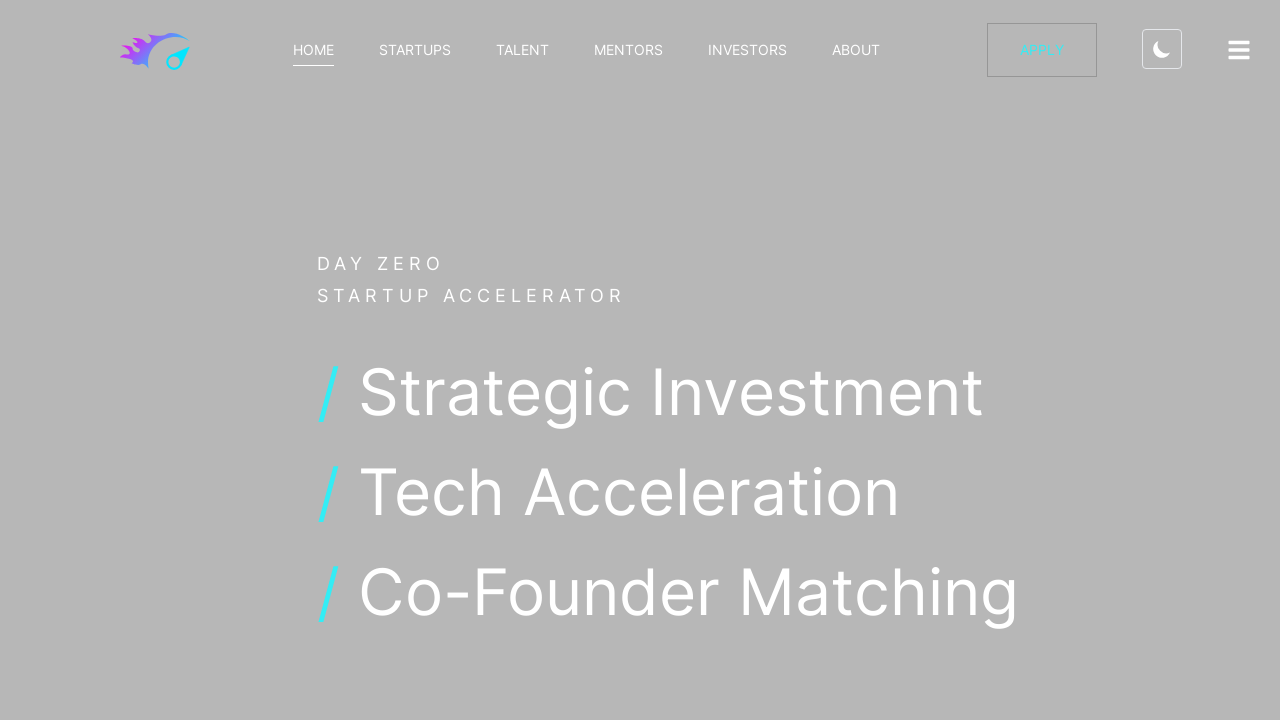 HOME STARTUPS TALENT MENTORS INVESTORS ABOUT APPLY
DAY ZERO
STARTUP ACCELERATOR
/ Strategic Investment
/ Tech Acceleration
/ Co-Founder Matching